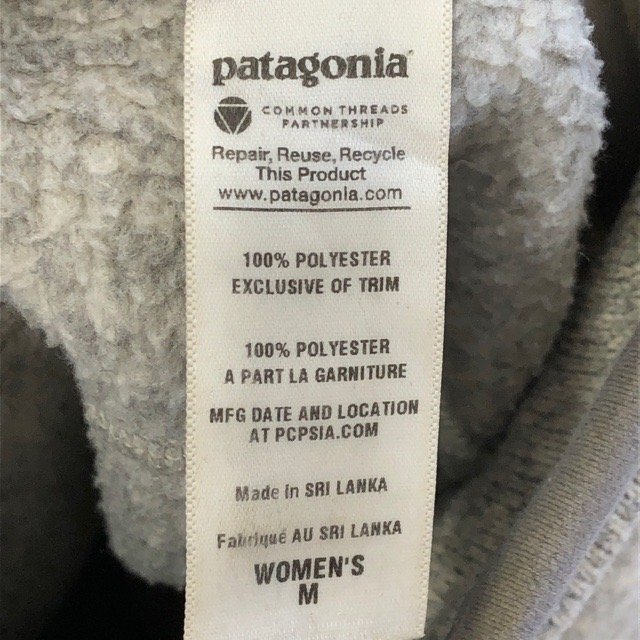 patagonia
COMMON THREADS
PARTNERSHIP
Repair, Reuse, Recycle
This Product
www.patagonia.com
100% POLYESTER
EXCLUSIVE OF TRIM
100% POLYESTER
A PART LA GARNITURE
MFG DATE AND LOCATION
AT PCPSIA.COM
Made in SRI LANKA
Fabriqué AU SRI LANKA
WOMEN'S
M